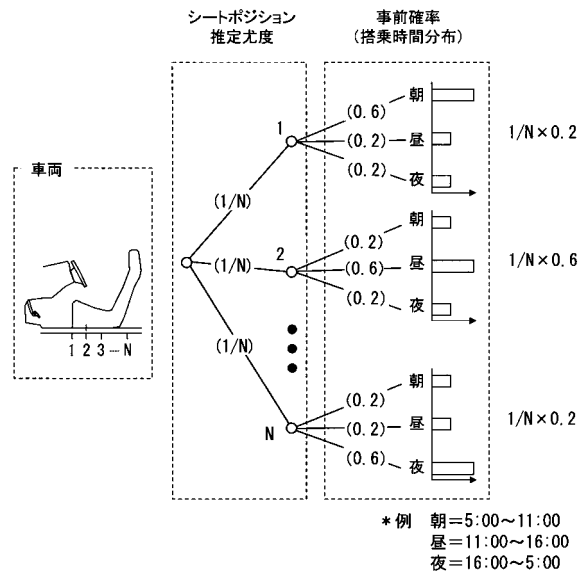 シートポジション
推定尤度
事前確率
(搭乗時間分布)
車両
1 2 3 --- N
(1/N)
(1/N)
(1/N)
1
(0.6) 朝
(0.2) 昼
(0.2) 夜
1/N×0.2
2
(0.2) 朝
(0.6) 昼
(0.2) 夜
1/N×0.6
N
(0.2) 朝
(0.2) 昼
(0.6) 夜
1/N×0.2
*例 朝=5:00～11:00
昼=11:00～16:00
夜=16:00～5:00